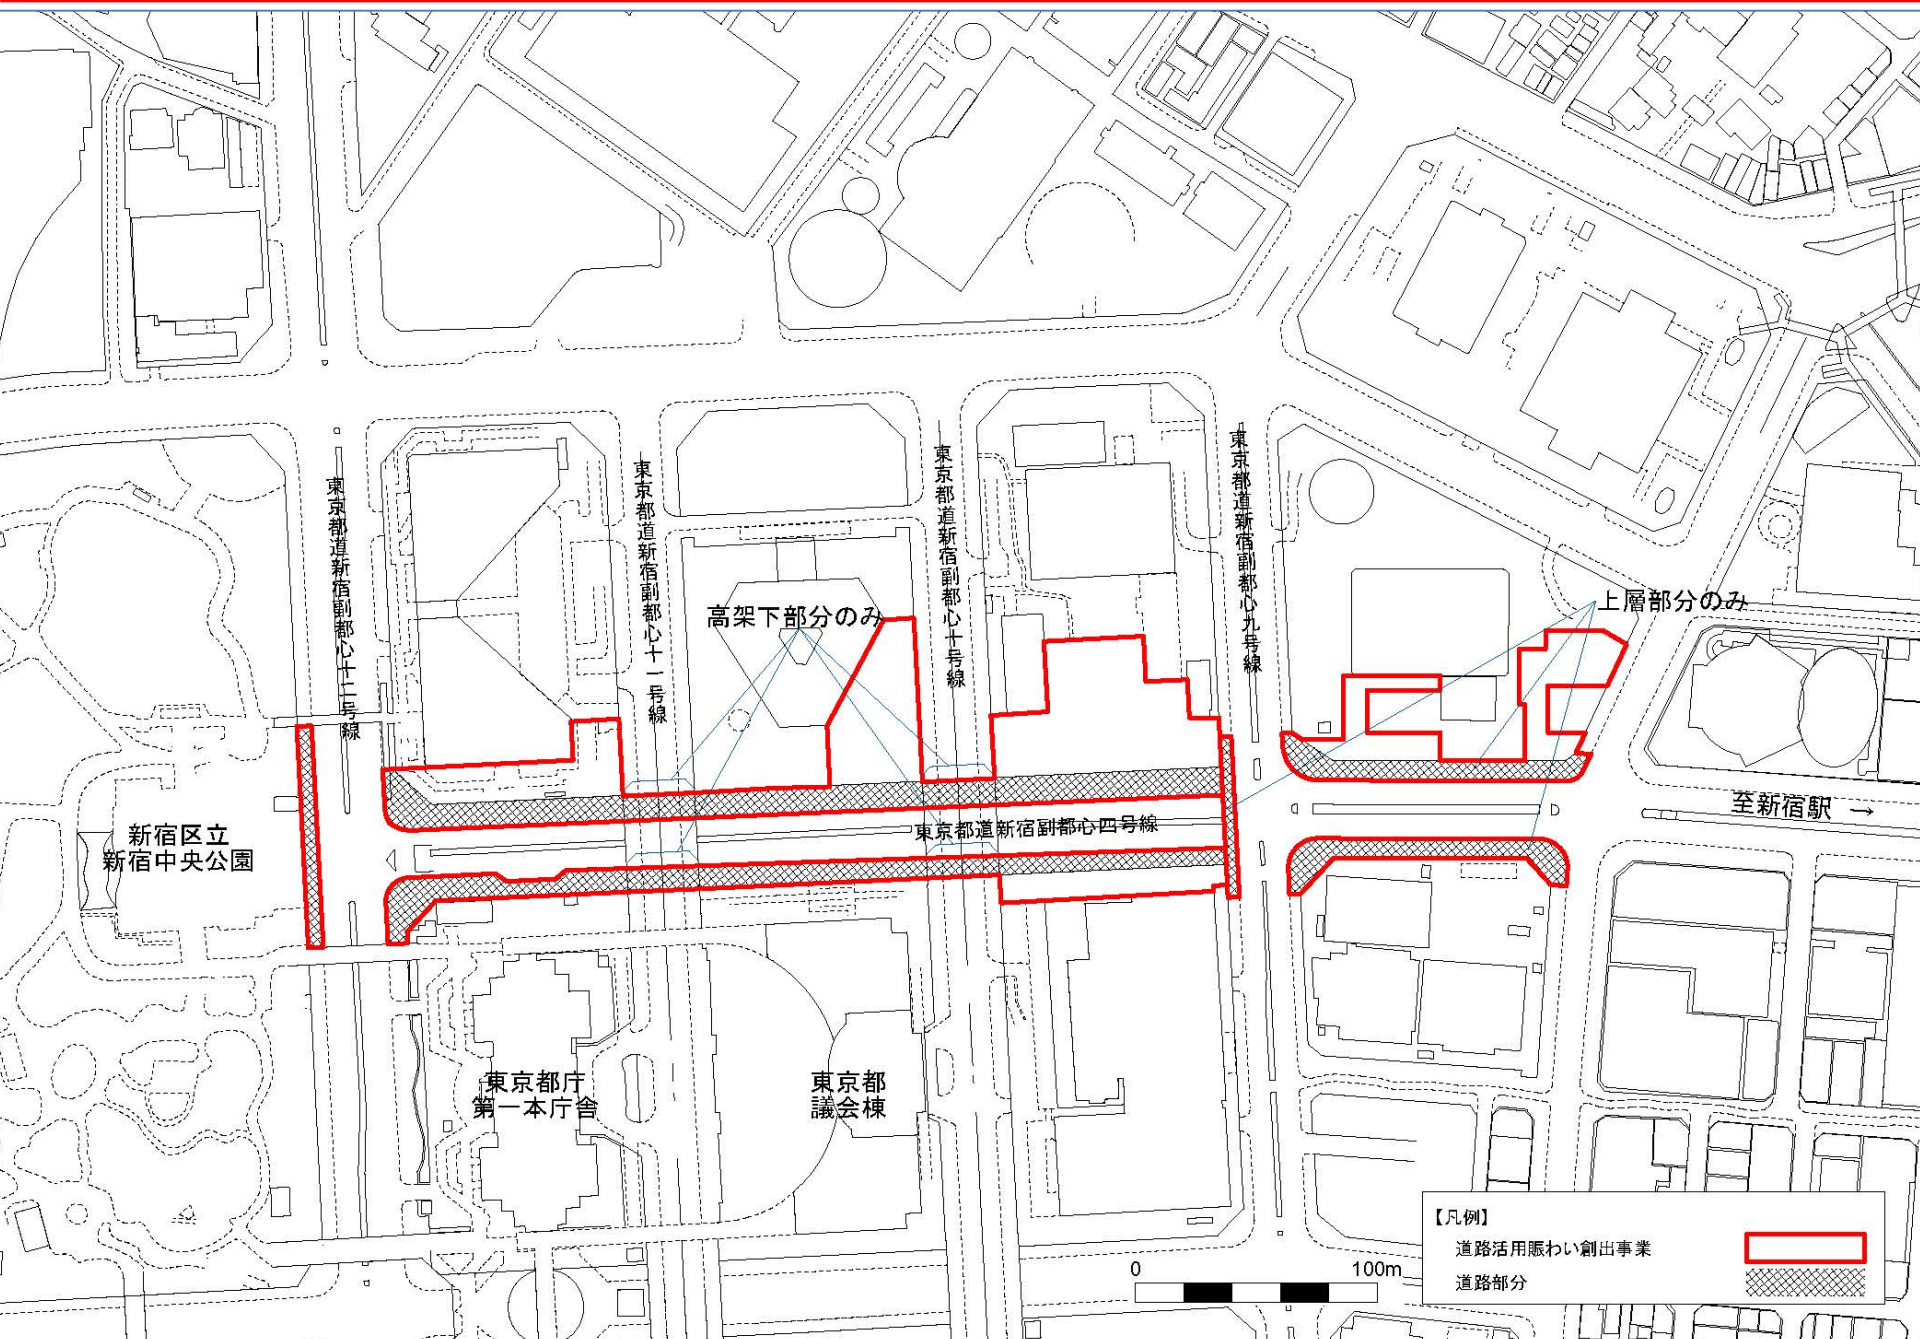 東京都道新宿副都心十二号線
東京都道新宿副都心十一号線
東京都道新宿副都心十号線
東京都道新宿副都心九号線
高架下部分のみ
上層部分のみ
東京都道新宿副都心四号線
至新宿駅 →
新宿区立
新宿中央公園
東京都庁
第一本庁舎
東京都
議会棟
【凡例】
道路活用賑わい創出事業
道路部分
0 100m